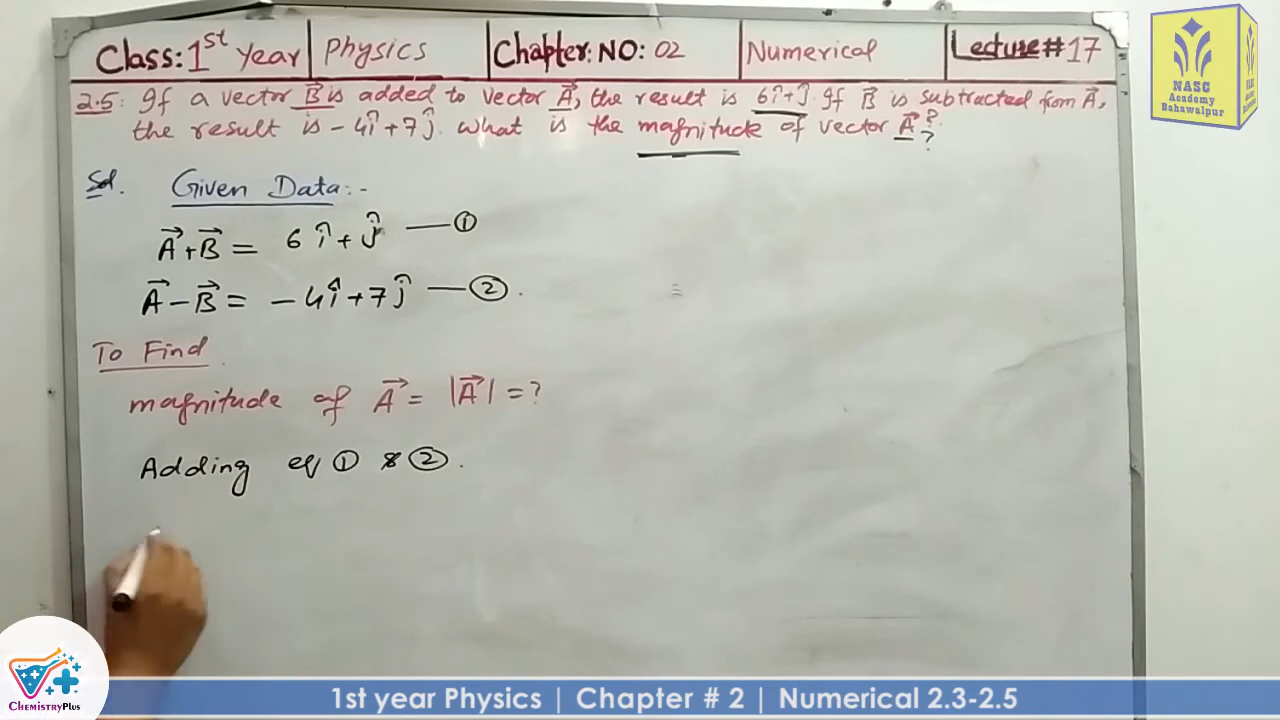 Class: 1st year | Physics | Chapter: NO: 02 | Numerical | Lecture # 17
2.5: If a vector B⃗ is added to vector A⃗, the result is 6î+ĵ. If B⃗ is subtracted from A⃗,
the result is -4î+7ĵ. what is the magnitude of vector A⃗?
Sol. Given Data:-
A⃗+B⃗ = 6î+ĵ —①
A⃗-B⃗ = -4î+7ĵ —②.
To Find
magnitude of A⃗ = |A⃗| = ?
Adding eq ① & ②.
NASC
Academy
Bahawalpur
ChemistryPlus
1st year Physics | Chapter # 2 | Numerical 2.3-2.5